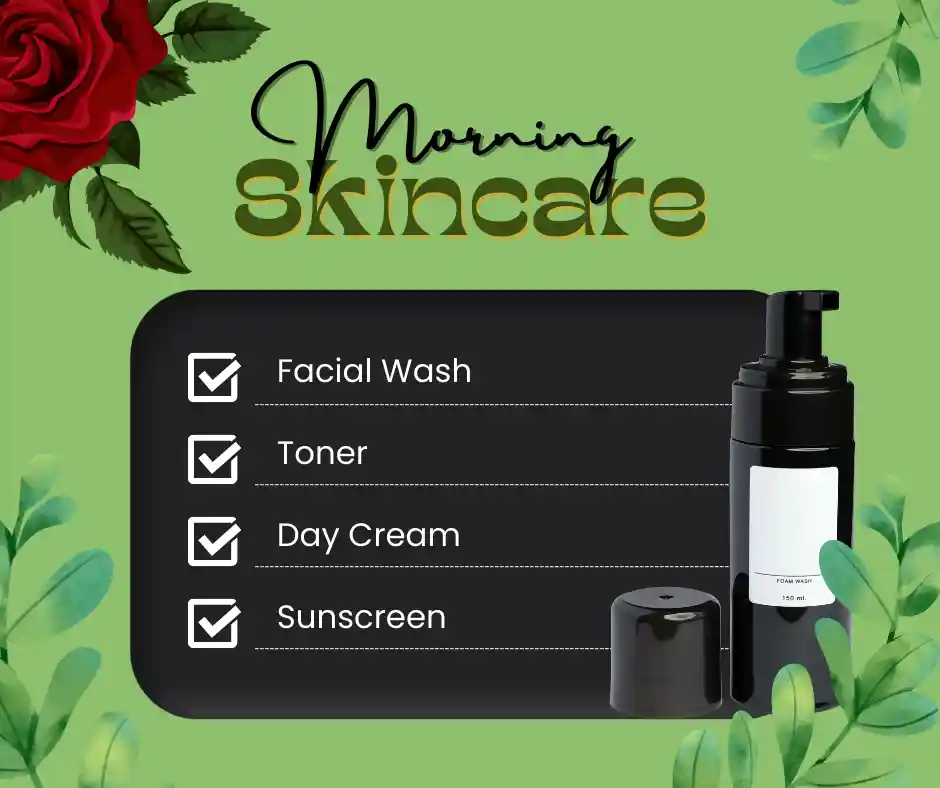 Morning
Skincare
Facial Wash
Toner
Day Cream
Sunscreen
FOAM WASH
150 ml.